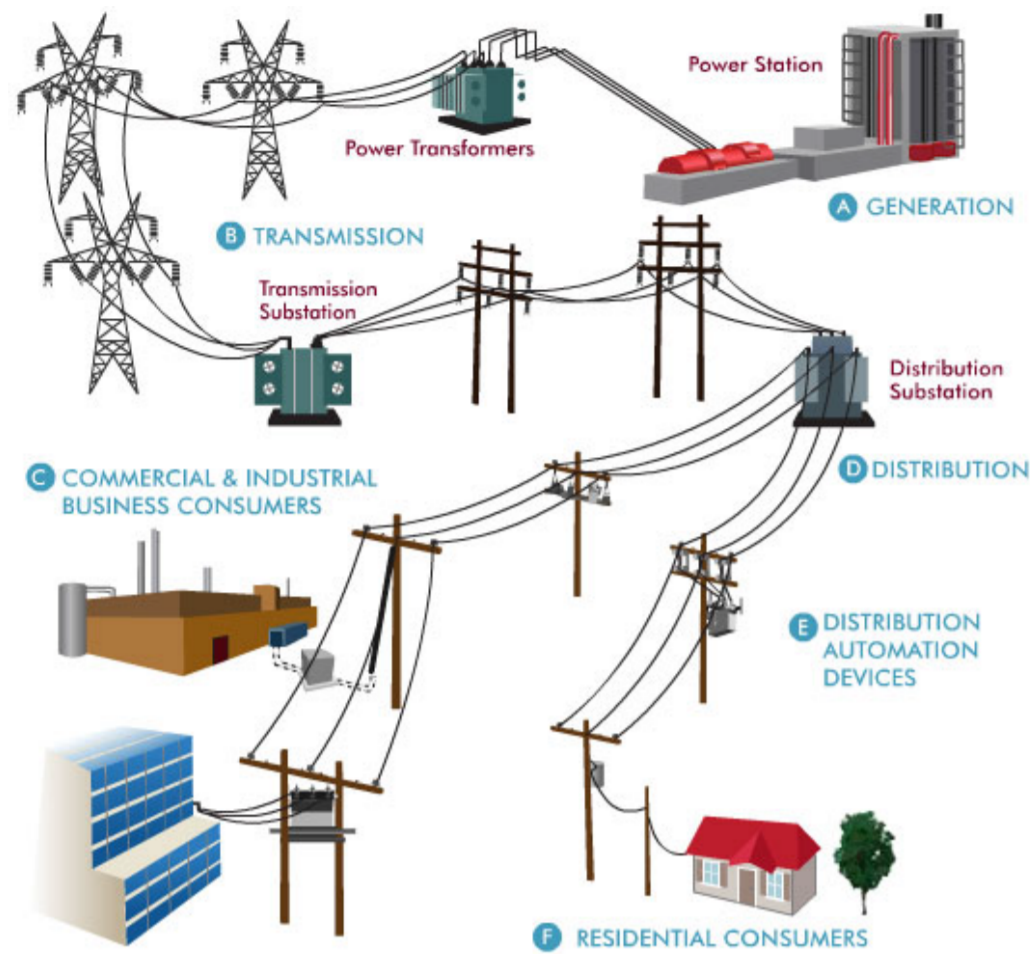 Power Station
Power Transformers
A GENERATION
B TRANSMISSION
Transmission
Substation
Distribution
Substation
C COMMERCIAL & INDUSTRIAL
BUSINESS CONSUMERS
D DISTRIBUTION
E DISTRIBUTION
AUTOMATION
DEVICES
F RESIDENTIAL CONSUMERS